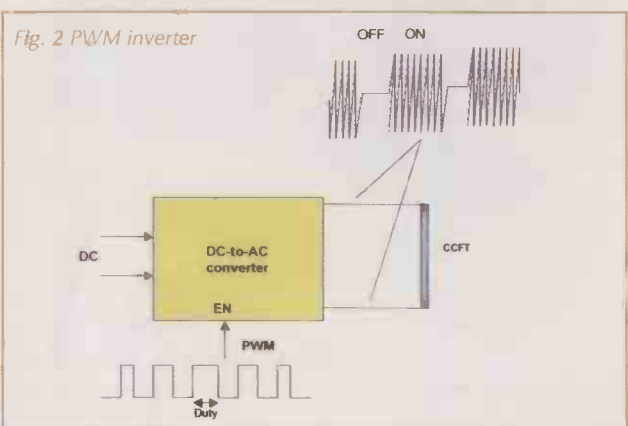 Fig. 2 PWM inverter
OFF ON
DC
DC-to-AC
converter
CCFT
EN
PWM
Duty